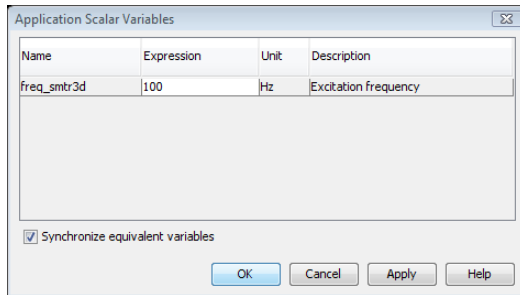 Application Scalar Variables
Name Expression Unit Description
freq_smtr3d 100 Hz Excitation frequency
Synchronize equivalent variables
OK Cancel Apply Help